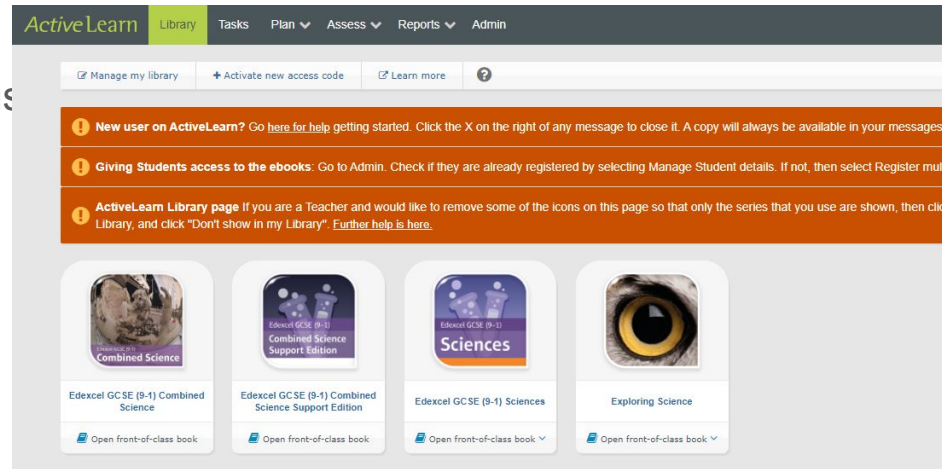 ActiveLearn Library Tasks Plan Assess Reports Admin
Manage my library + Activate new access code Learn more ?
S
! New user on ActiveLearn? Go here for help getting started. Click the X on the right of any message to close it. A copy will always be available in your messages
! Giving Students access to the ebooks: Go to Admin. Check if they are already registered by selecting Manage Student details. If not, then select Register mul
! ActiveLearn Library page If you are a Teacher and would like to remove some of the icons on this page so that only the series that you use are shown, then clic
Library, and click "Don't show in my Library". Further help is here.
Edexcel GCSE (9-1)
Combined Science
Edexcel GCSE (9-1)
Combined Science
Support Edition
Edexcel GCSE (9-1)
Sciences
Edexcel GCSE (9-1) Combined
Science
Edexcel GCSE (9-1) Combined
Science Support Edition
Edexcel GCSE (9-1) Sciences
Exploring Science
Open front-of-class book
Open front-of-class book
Open front-of-class book
Open front-of-class book